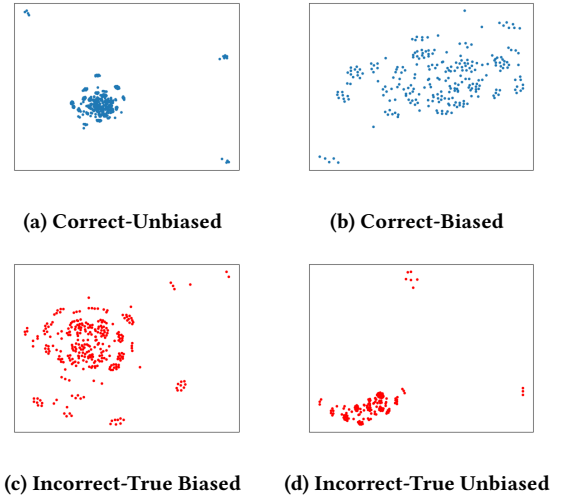 (a) Correct-Unbiased
(b) Correct-Biased
(c) Incorrect-True Biased
(d) Incorrect-True Unbiased